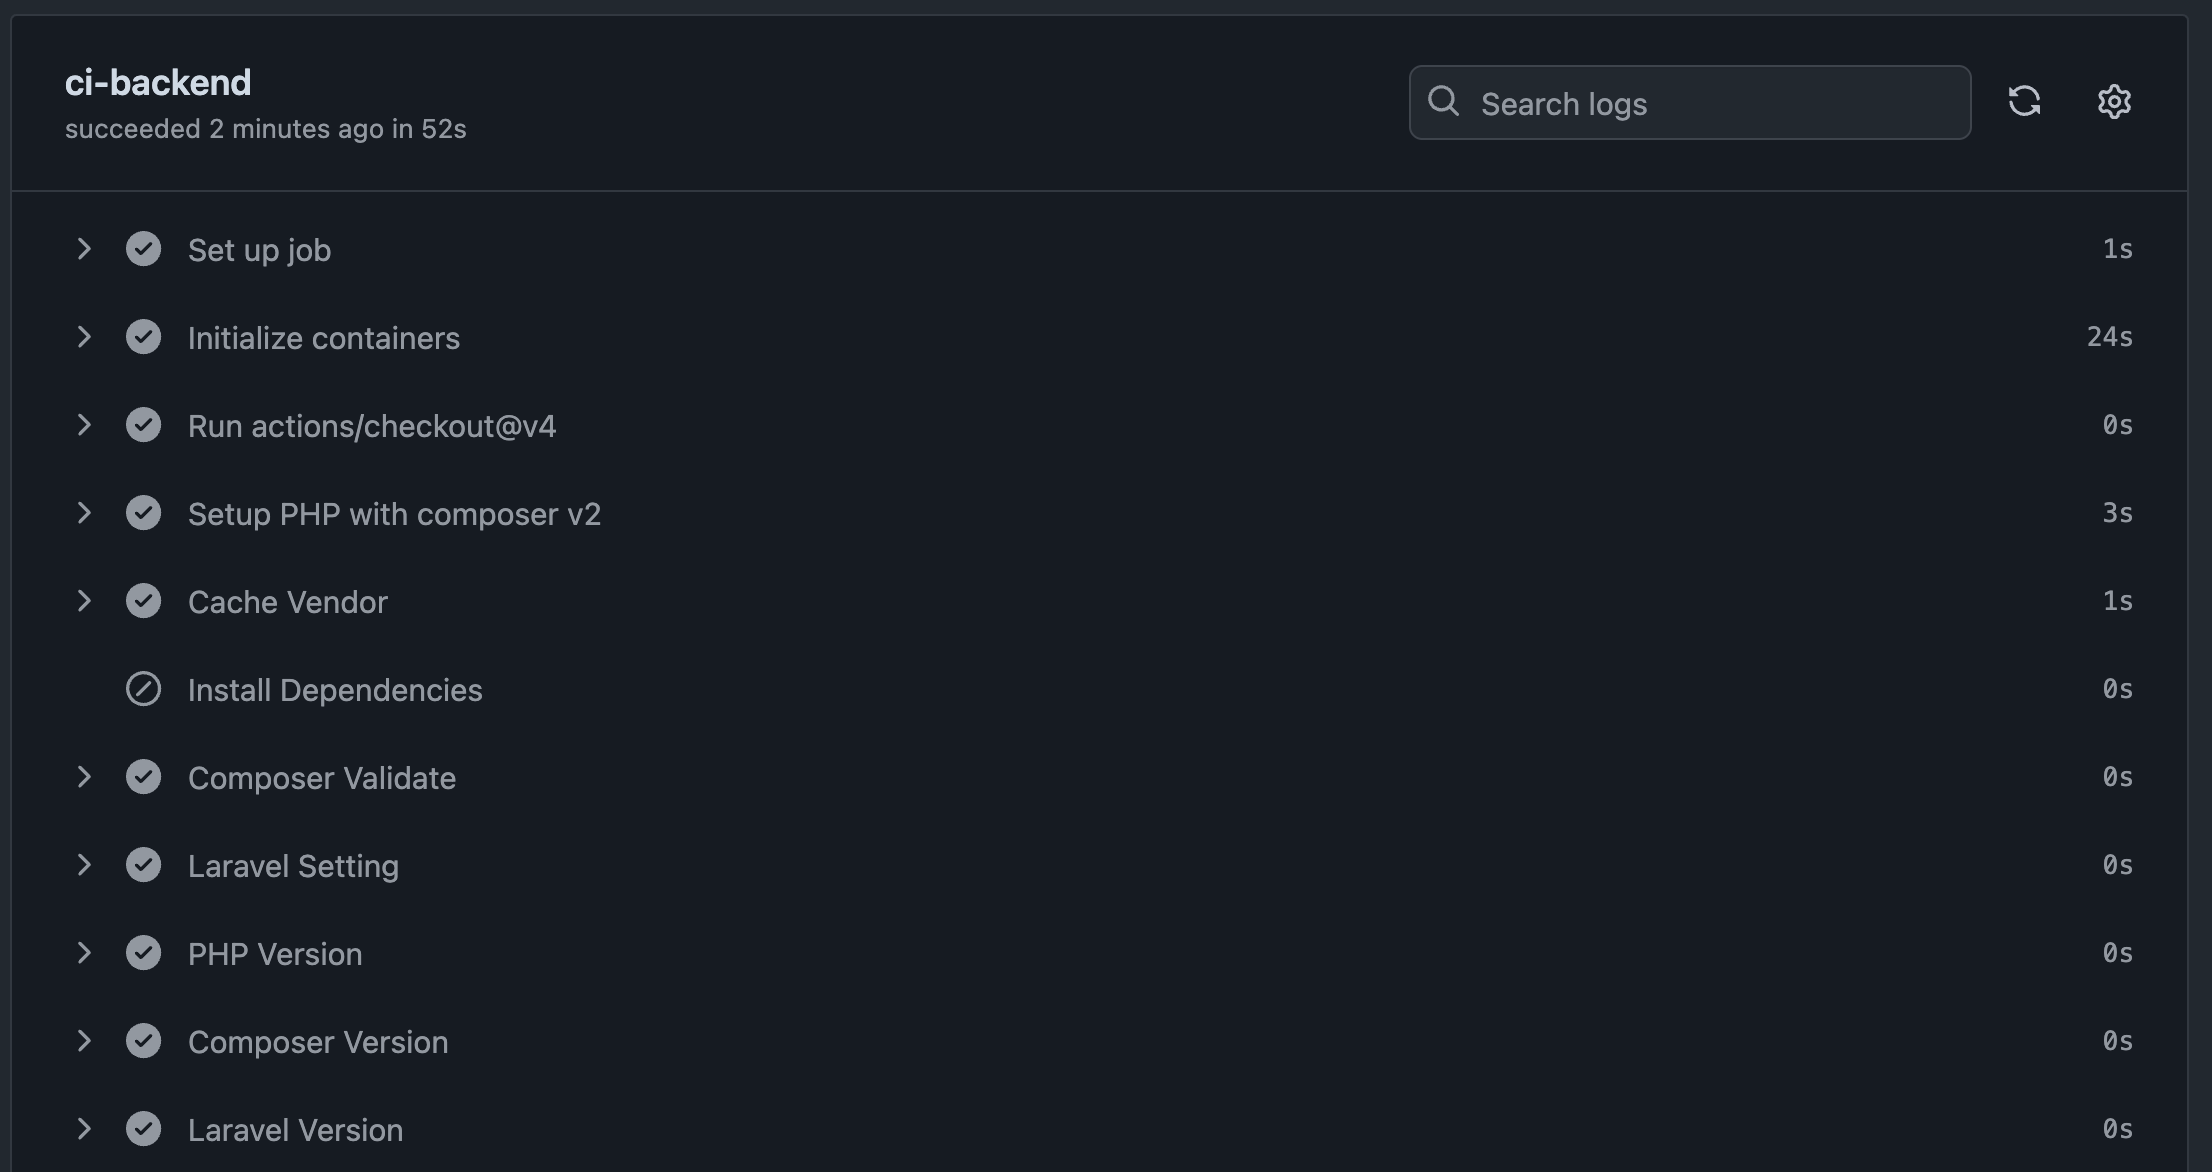 ci-backend
succeeded 2 minutes ago in 52s
Search logs
Set up job 1s
Initialize containers 24s
Run actions/checkout@v4 0s
Setup PHP with composer v2 3s
Cache Vendor 1s
Install Dependencies 0s
Composer Validate 0s
Laravel Setting 0s
PHP Version 0s
Composer Version 0s
Laravel Version 0s